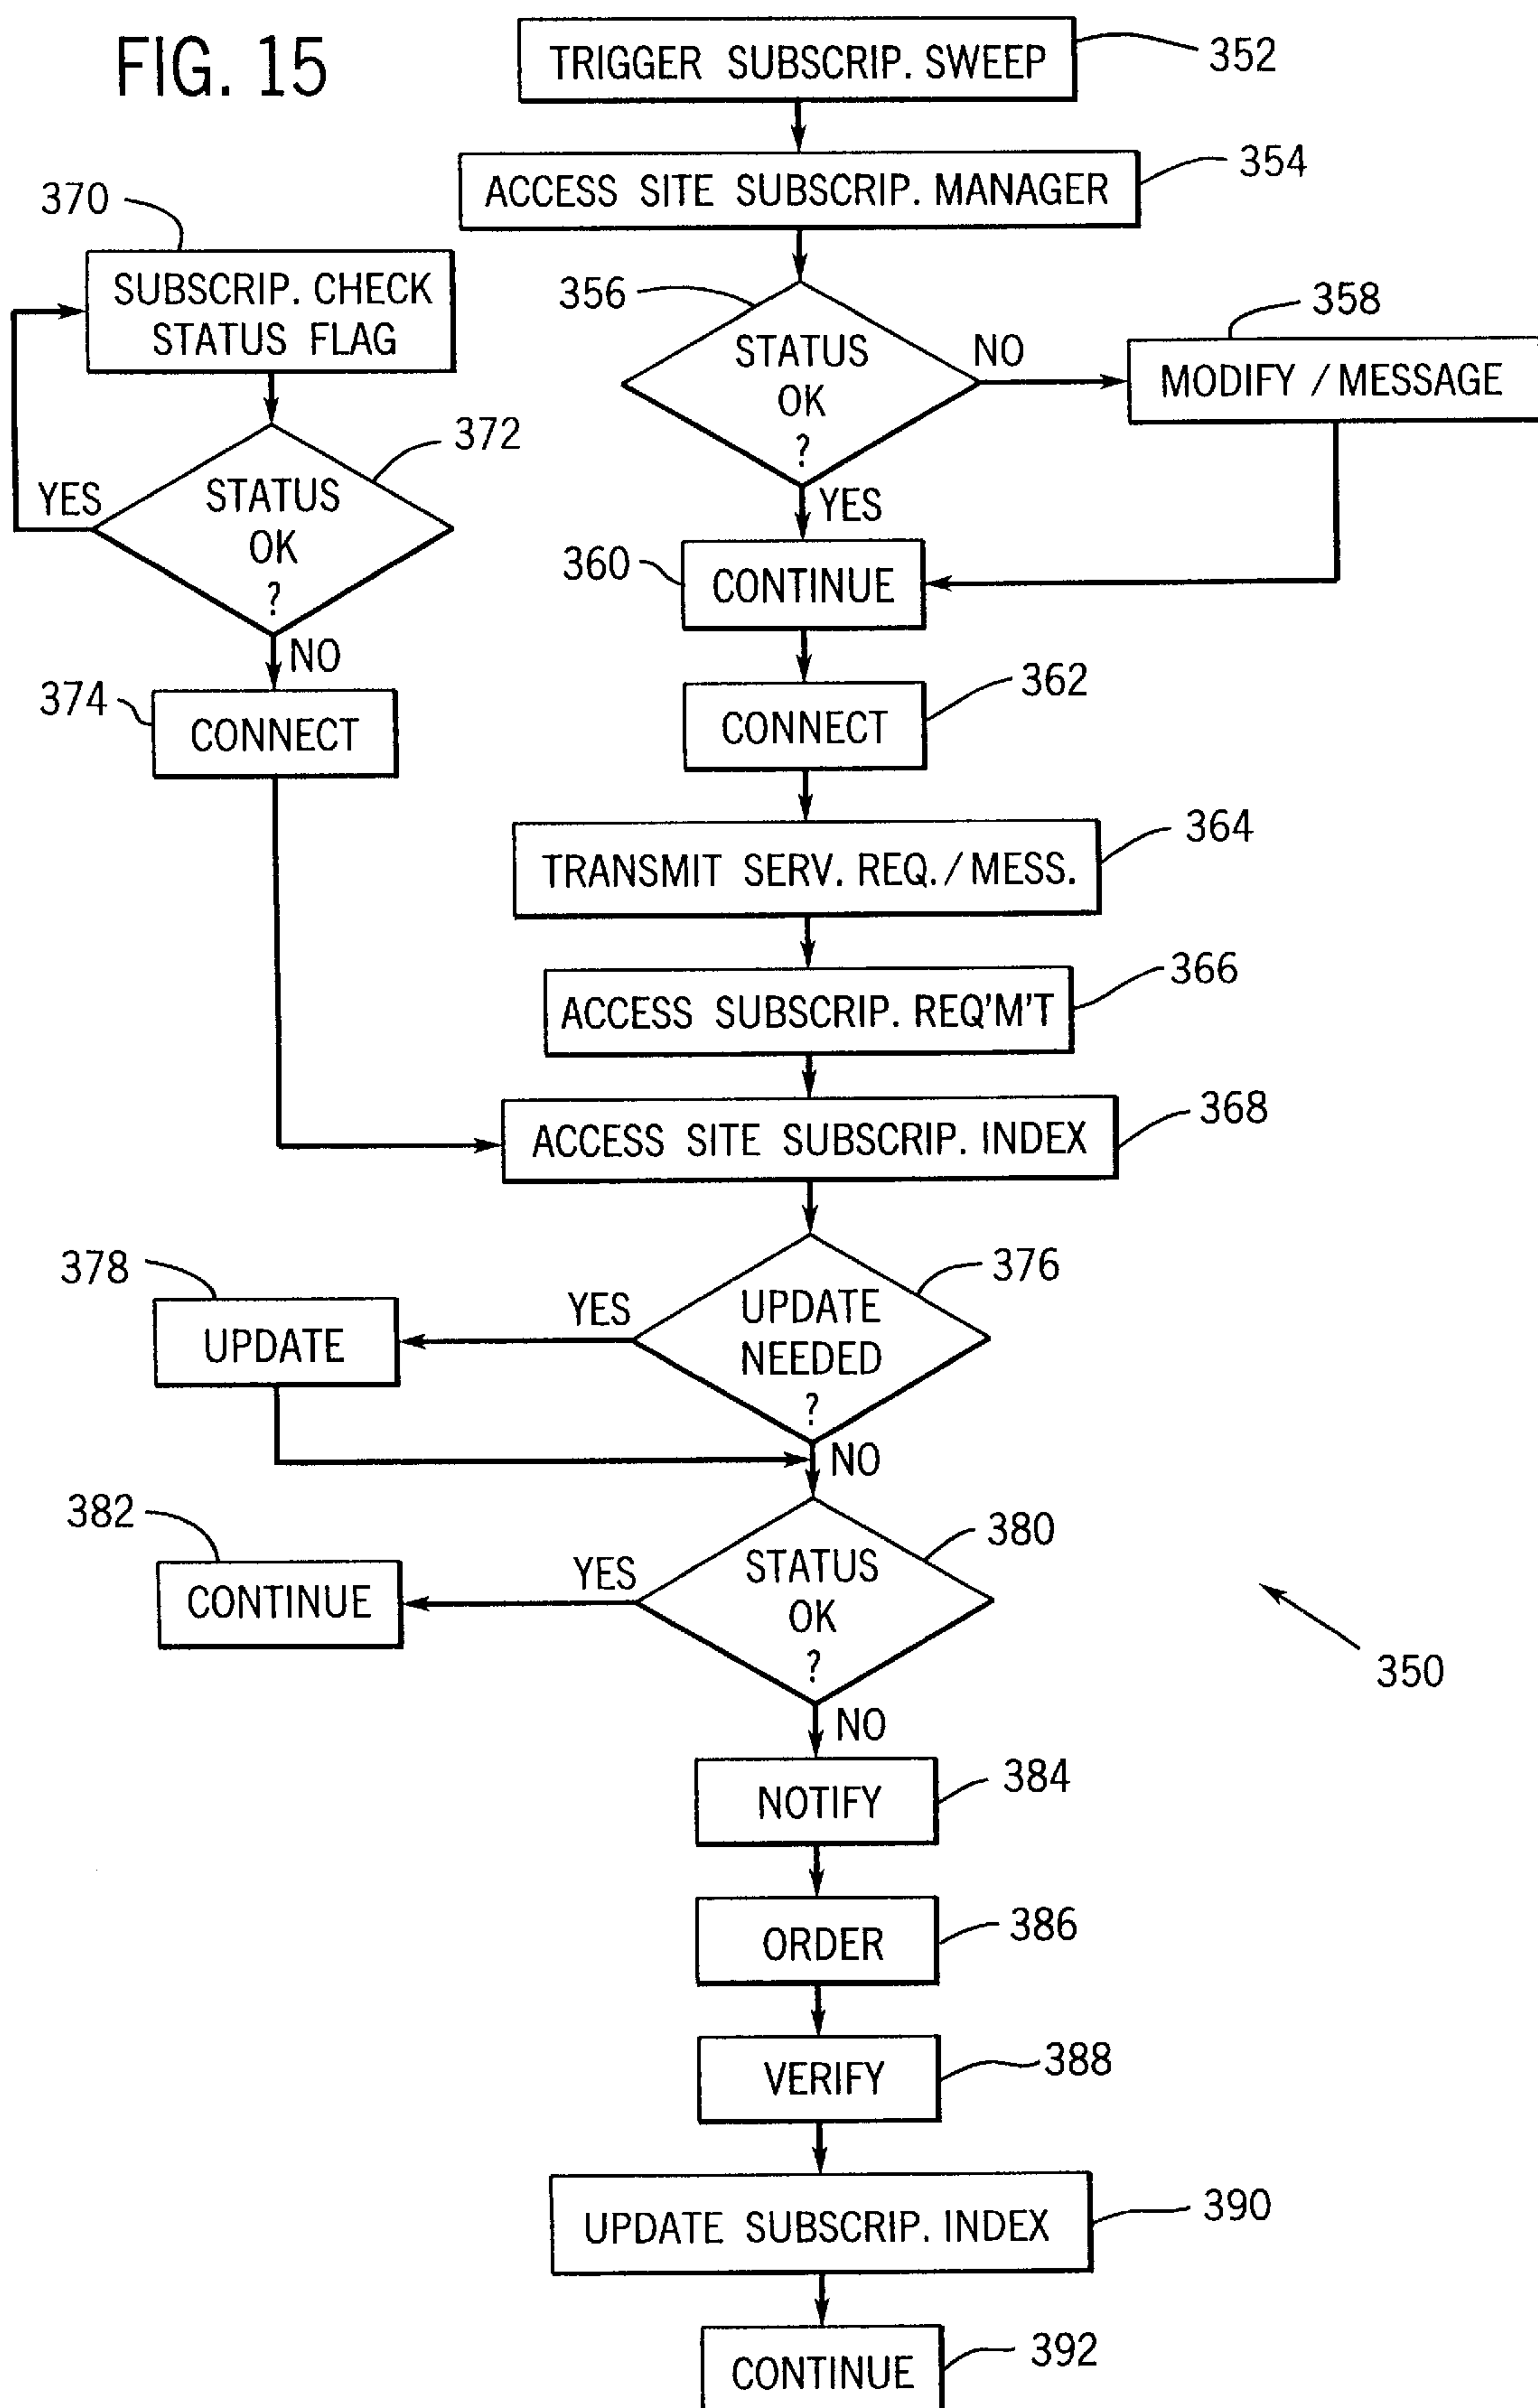 FIG. 15
TRIGGER SUBSCRIP. SWEEP
352
ACCESS SITE SUBSCRIP. MANAGER
354
370
SUBSCRIP. CHECK
STATUS FLAG
356
STATUS
OK
?
NO
358
MODIFY / MESSAGE
372
YES
STATUS
OK
?
YES
360
CONTINUE
NO
374
CONNECT
362
CONNECT
364
TRANSMIT SERV. REQ. / MESS.
366
ACCESS SUBSCRIP. REQ'M'T
368
ACCESS SITE SUBSCRIP. INDEX
378
UPDATE
YES
376
UPDATE
NEEDED
?
NO
382
CONTINUE
YES
380
STATUS
OK
?
350
NO
384
NOTIFY
386
ORDER
388
VERIFY
390
UPDATE SUBSCRIP. INDEX
392
CONTINUE